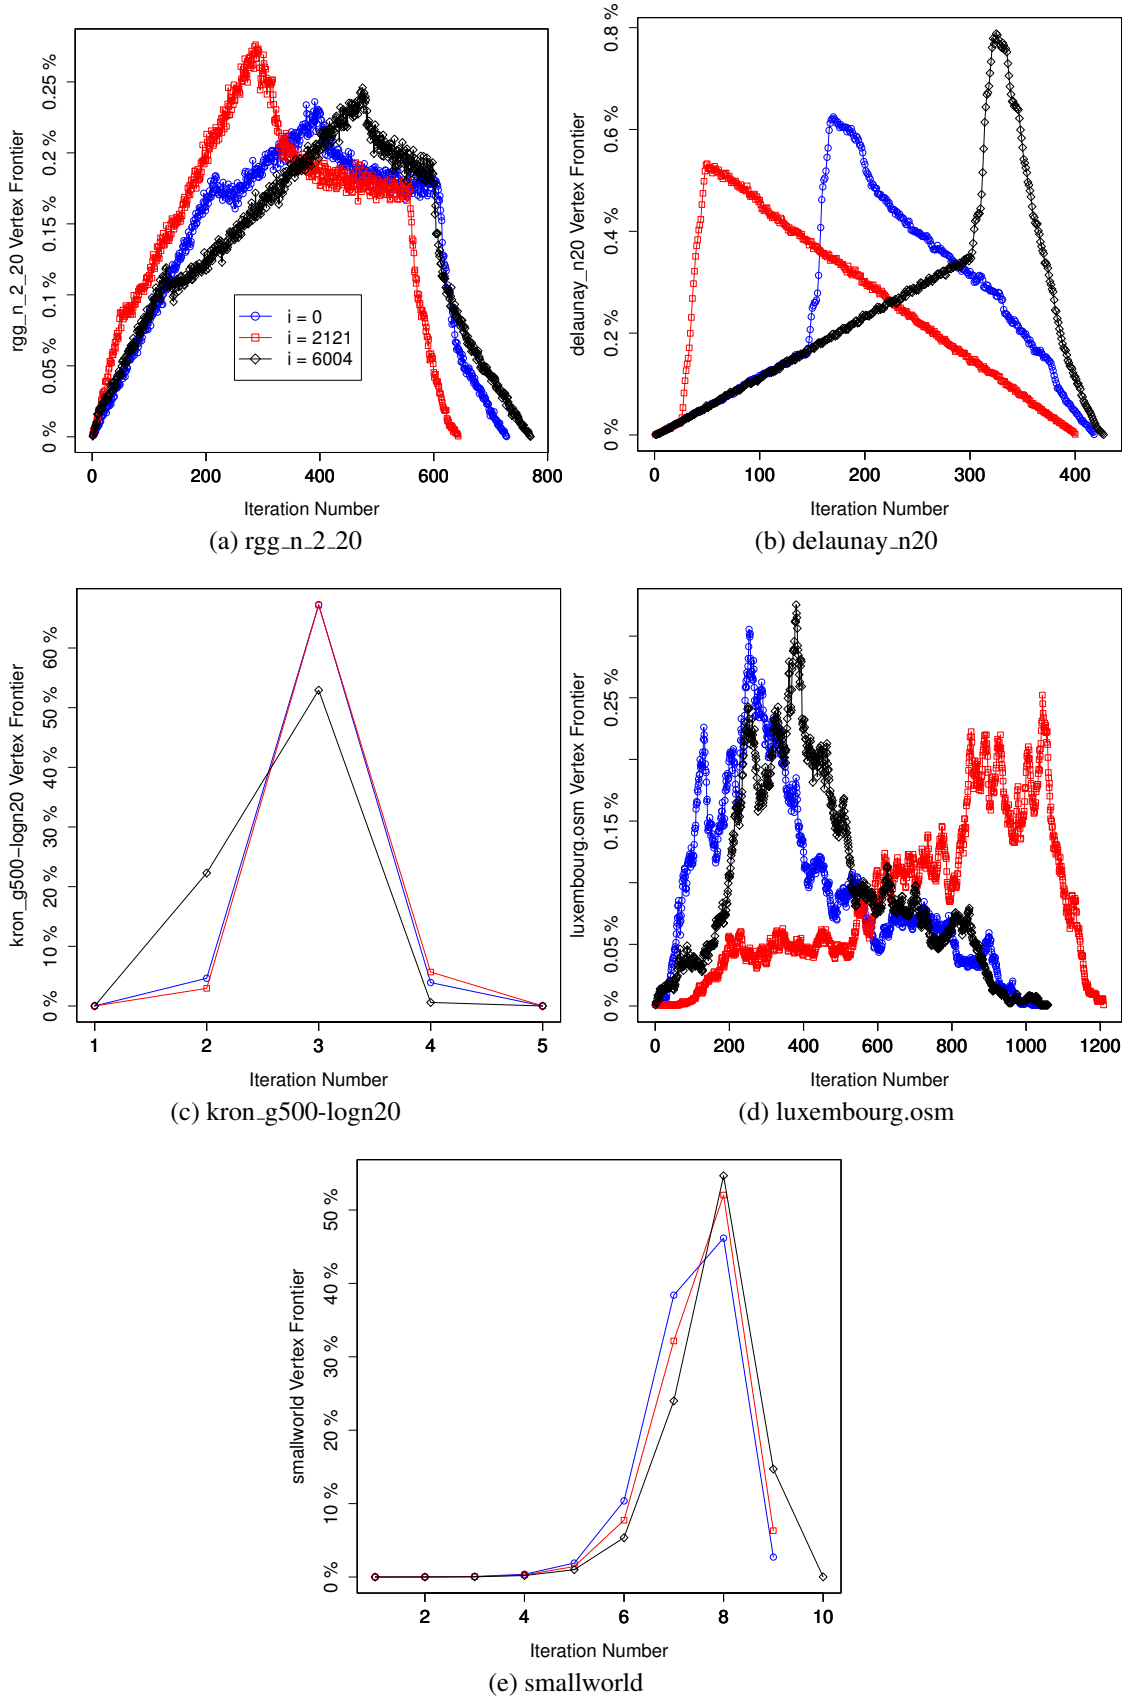 rgg_n_2_20 Vertex Frontier
0 %
0.05 %
0.1 %
0.15 %
0.2 %
0.25 %
i = 0
i = 2121
i = 6004
0 200 400 600 800
Iteration Number
(a) rgg_n_2_20
delaunay_n20 Vertex Frontier
0 %
0.2 %
0.4 %
0.6 %
0.8 %
0 100 200 300 400
Iteration Number
(b) delaunay_n20
kron_g500-logn20 Vertex Frontier
0 %
10 %
20 %
30 %
40 %
50 %
60 %
1 2 3 4 5
Iteration Number
(c) kron_g500-logn20
luxembourg.osm Vertex Frontier
0 %
0.05 %
0.15 %
0.25 %
0 200 400 600 800 1000 1200
Iteration Number
(d) luxembourg.osm
smallworld Vertex Frontier
0 %
10 %
20 %
30 %
40 %
50 %
2 4 6 8 10
Iteration Number
(e) smallworld